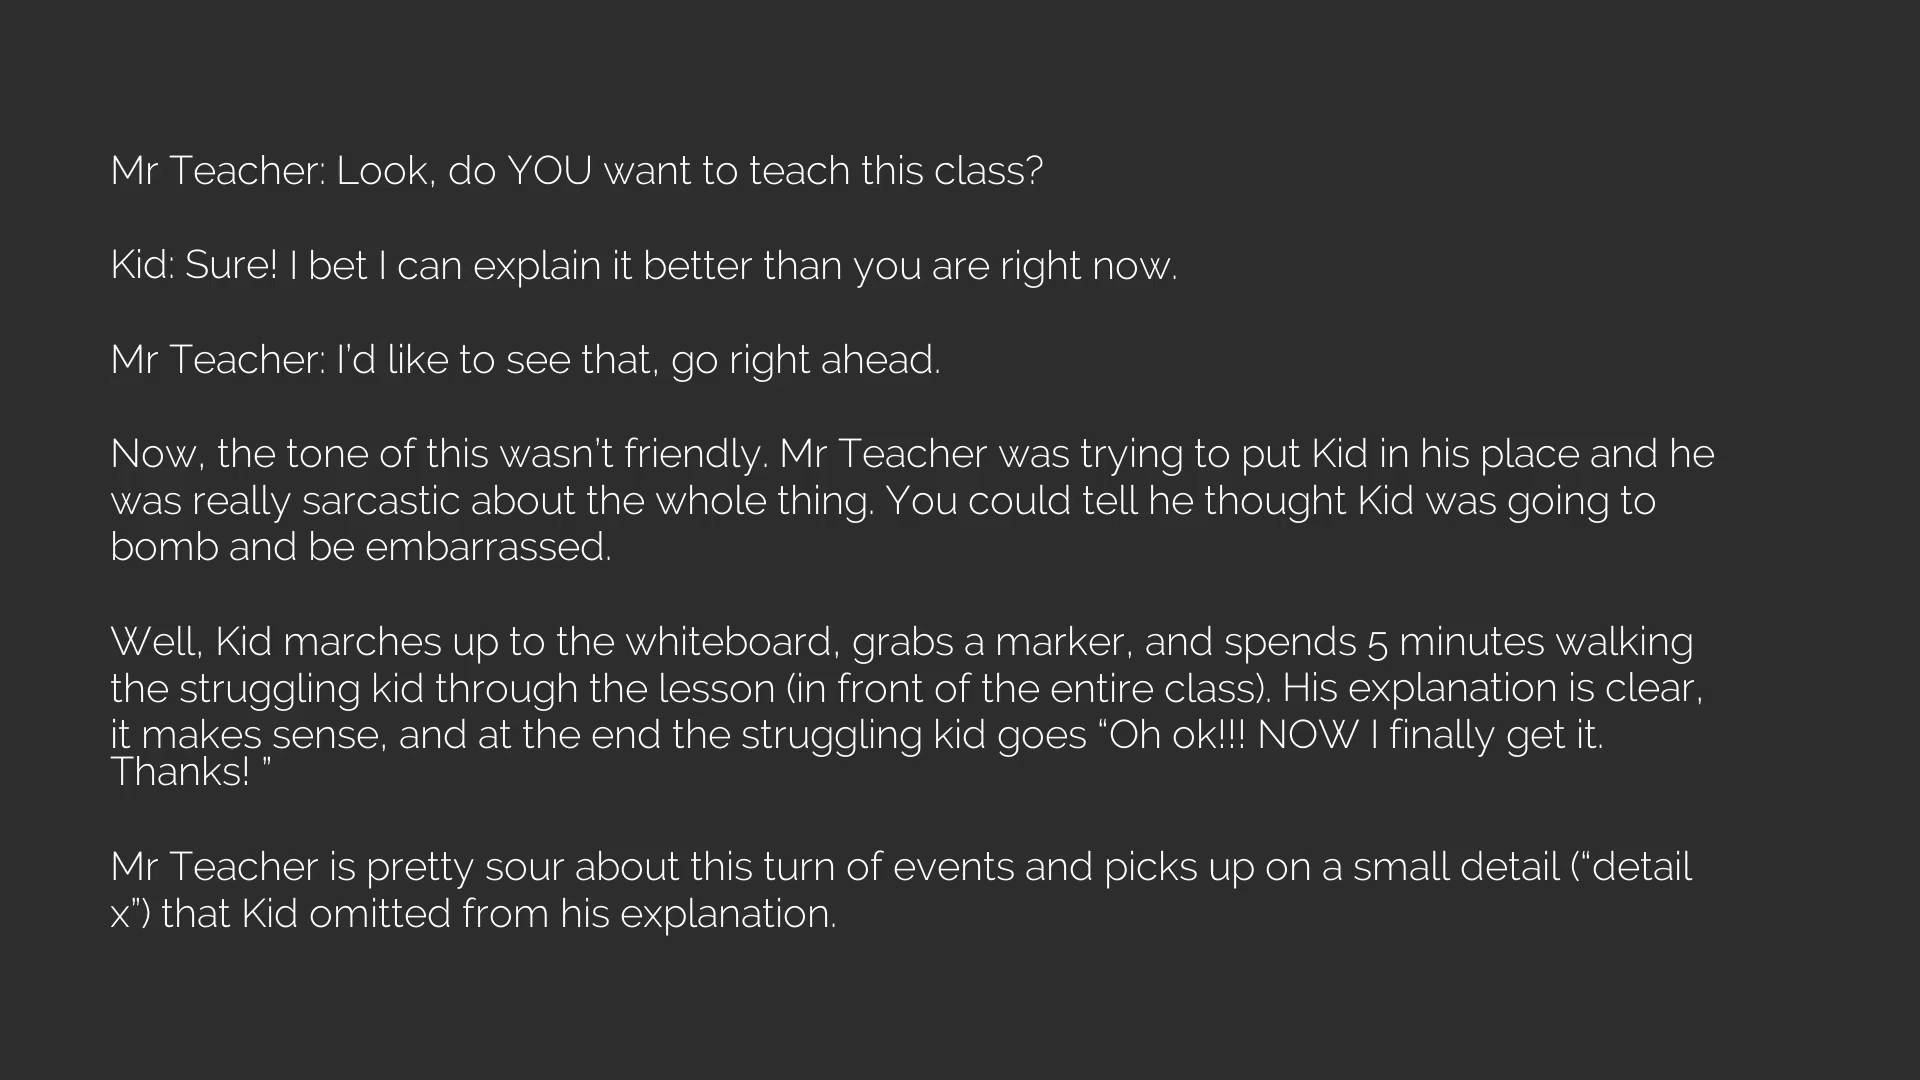 Mr Teacher: Look, do YOU want to teach this class?
Kid: Sure! I bet I can explain it better than you are right now.
Mr Teacher: I’d like to see that, go right ahead.
Now, the tone of this wasn’t friendly. Mr Teacher was trying to put Kid in his place and he
was really sarcastic about the whole thing. You could tell he thought Kid was going to
bomb and be embarrassed.
Well, Kid marches up to the whiteboard, grabs a marker, and spends 5 minutes walking
the struggling kid through the lesson (in front of the entire class). His explanation is clear,
it makes sense, and at the end the struggling kid goes “Oh ok!!! NOW I finally get it.
Thanks! ”
Mr Teacher is pretty sour about this turn of events and picks up on a small detail (“detail
x”) that Kid omitted from his explanation.